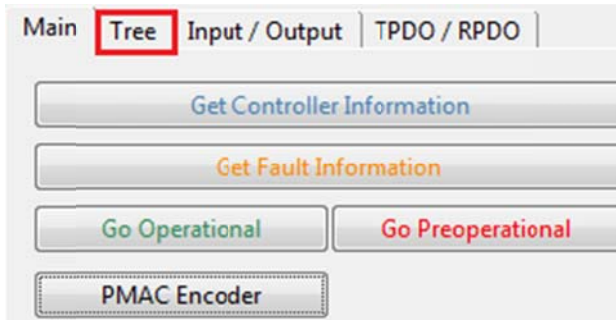 Main Tree Input / Output TPDO / RPDO
Get Controller Information
Get Fault Information
Go Operational Go Preoperational
PMAC Encoder